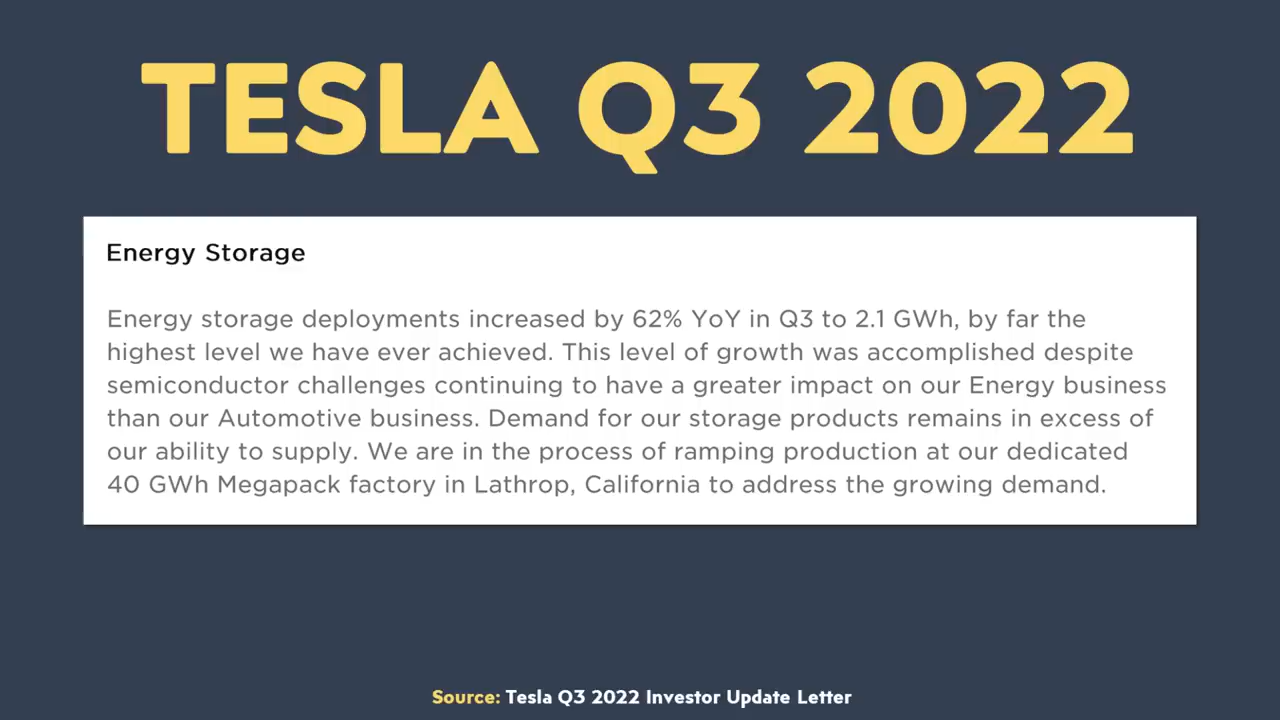 TESLA Q3 2022
Energy Storage
Energy storage deployments increased by 62% YoY in Q3 to 2.1 GWh, by far the
highest level we have ever achieved. This level of growth was accomplished despite
semiconductor challenges continuing to have a greater impact on our Energy business
than our Automotive business. Demand for our storage products remains in excess of
our ability to supply. We are in the process of ramping production at our dedicated
40 GWh Megapack factory in Lathrop, California to address the growing demand.
Source: Tesla Q3 2022 Investor Update Letter